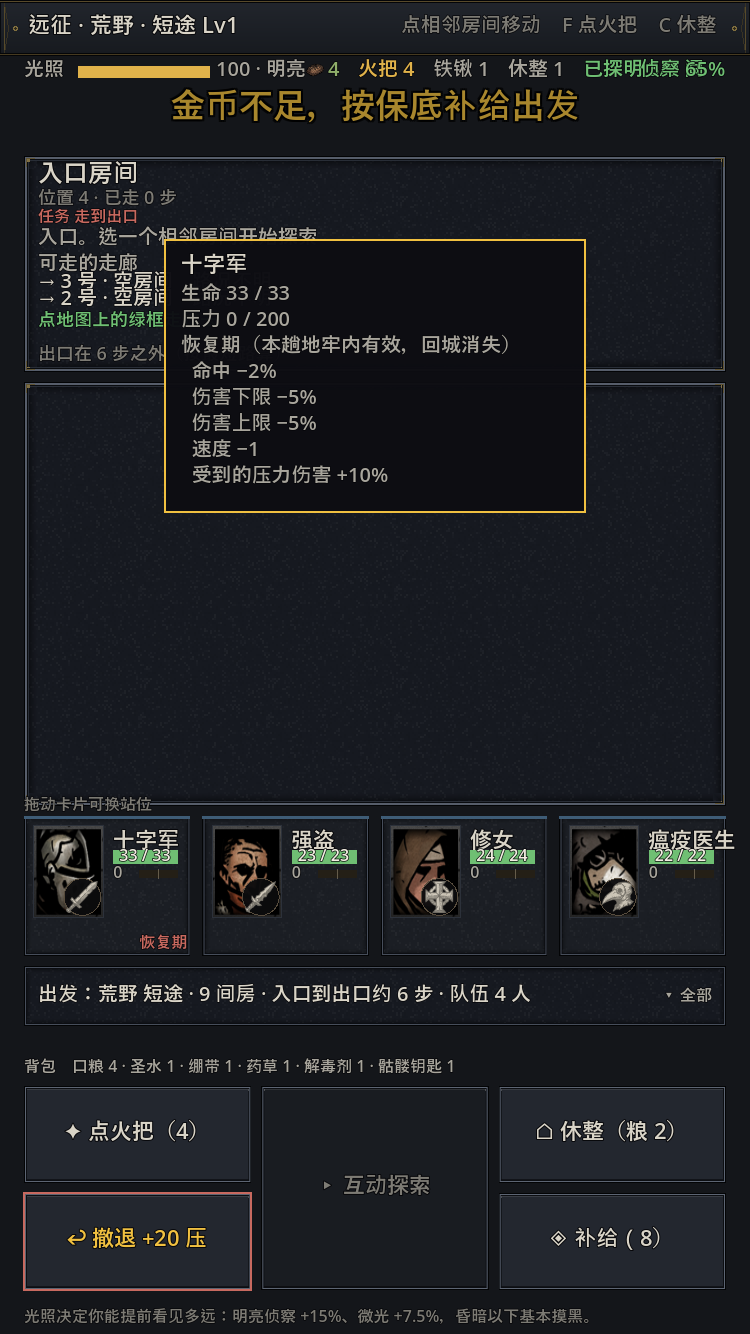 远征 · 荒野 · 短途 Lv1
点相邻房间移动 F 点火把 C 休整
光照 100 · 明亮 4 火把 4 铁锹 1 休整 1 已探明侦察 65%
金币不足，按保底补给出发
入口房间
位置 4 · 已走 0 步
任务 走到出口
入口。选一个相邻房间开始探索
可走的走廊
→ 3 号 · 空房间
→ 2 号 · 空房间
点地图上的绿框
出口在 6 步之外
十字军
生命 33 / 33
压力 0 / 200
恢复期（本趟地牢内有效，回城消失）
命中 −2%
伤害下限 −5%
伤害上限 −5%
速度 −1
受到的压力伤害 +10%
拖动卡片可换站位
十字军
33 / 33
0
恢复期
强盗
23 / 23
0
修女
24 / 24
0
瘟疫医生
22 / 22
0
出发：荒野 短途 · 9 间房 · 入口到出口约 6 步 · 队伍 4 人
▾ 全部
背包 口粮 4 · 圣水 1 · 绷带 1 · 药草 1 · 解毒剂 1 · 骷髅钥匙 1
✦ 点火把（4）
▸ 互动探索
⌂ 休整（粮 2）
↩ 撤退 +20 压
◈ 补给 ( 8）
光照决定你能提前看见多远：明亮侦察 +15%、微光 +7.5%，昏暗以下基本摸黑。